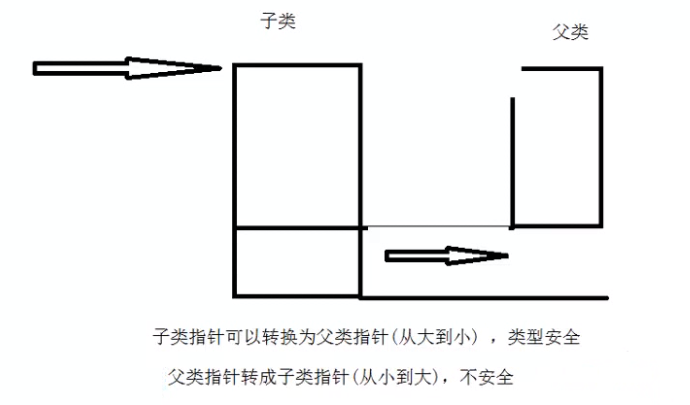 子类
父类
子类指针可以转换为父类指针(从大到小) ，类型安全
父类指针转成子类指针(从小到大)，不安全